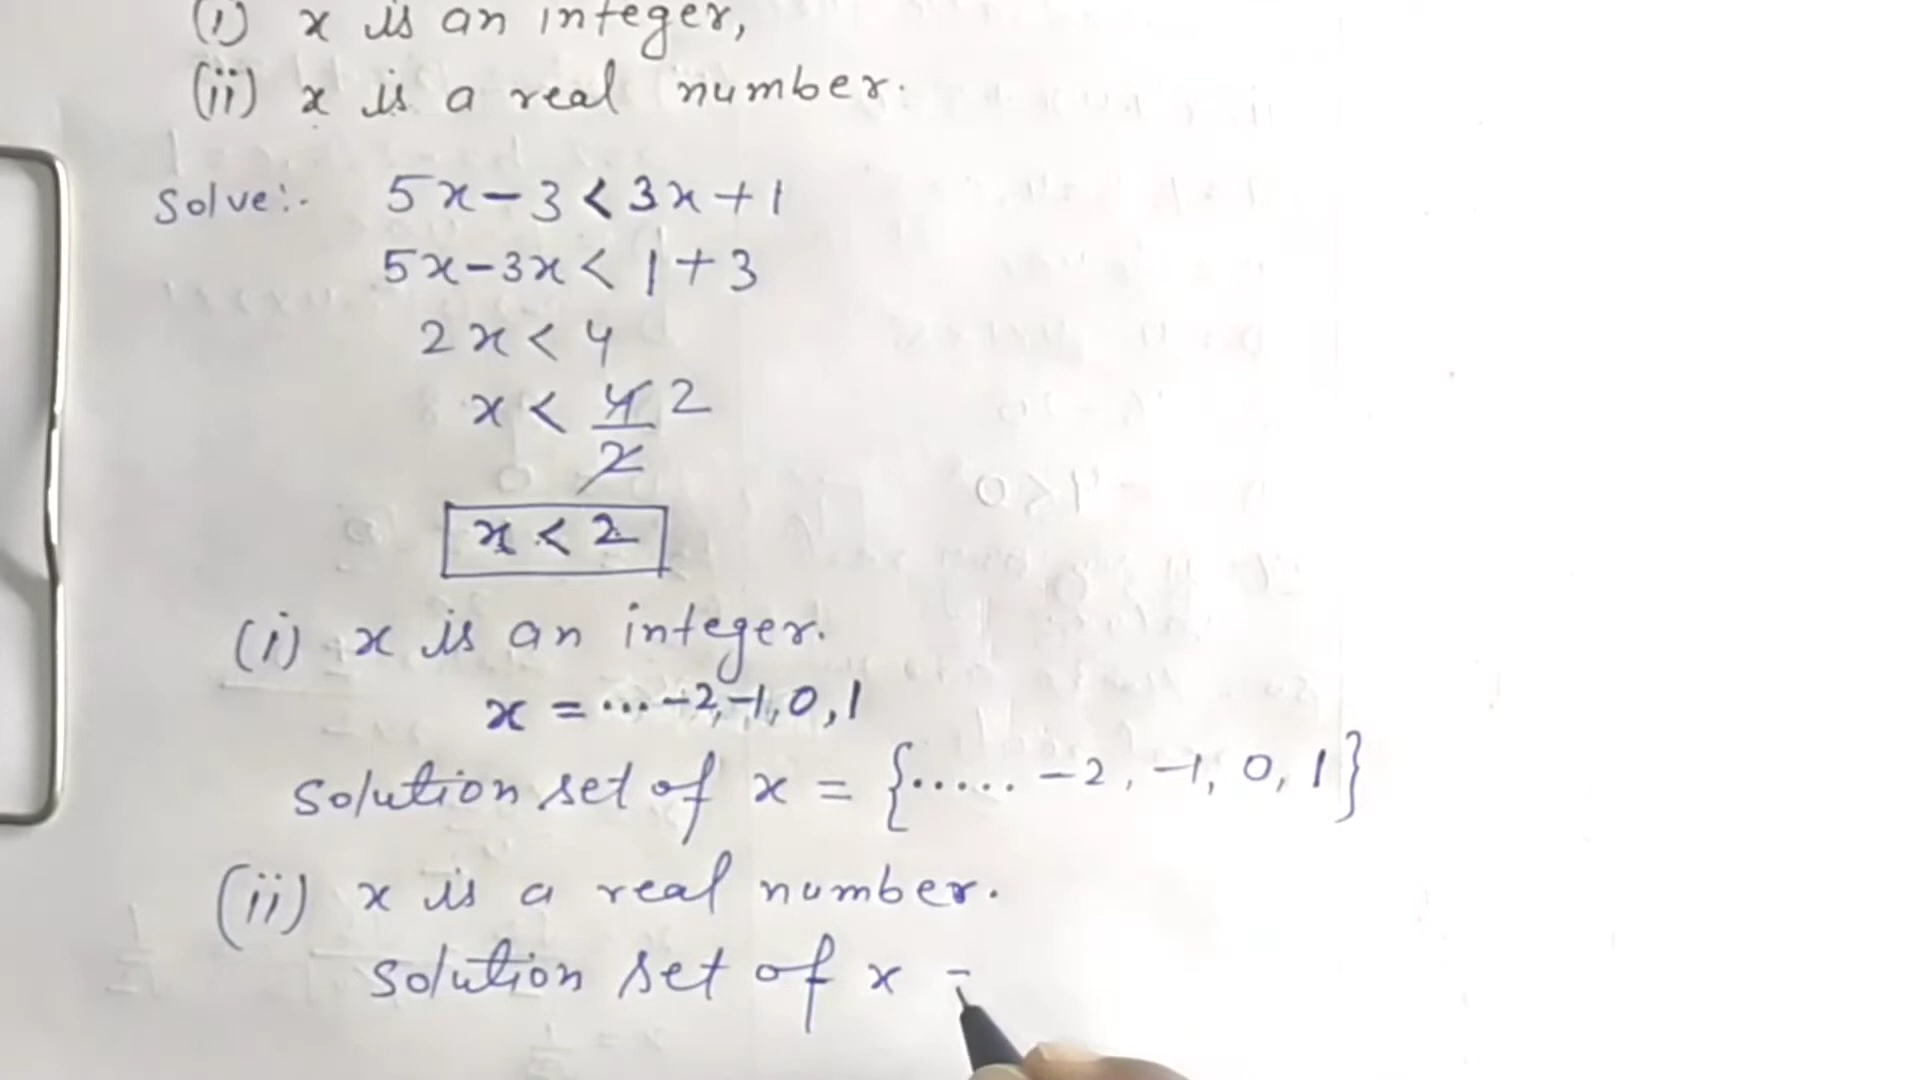 (i) x is an integer,
(ii) x is a real number.
Solve:- 5x-3<3x+1
5x-3x<1+3
2x<4
x<4/2 2
x<2
(i) x is an integer.
x = ...-2,-1,0,1
Solution set of x = {..... -2, -1, 0, 1}
(ii) x is a real number.
Solution set of x -